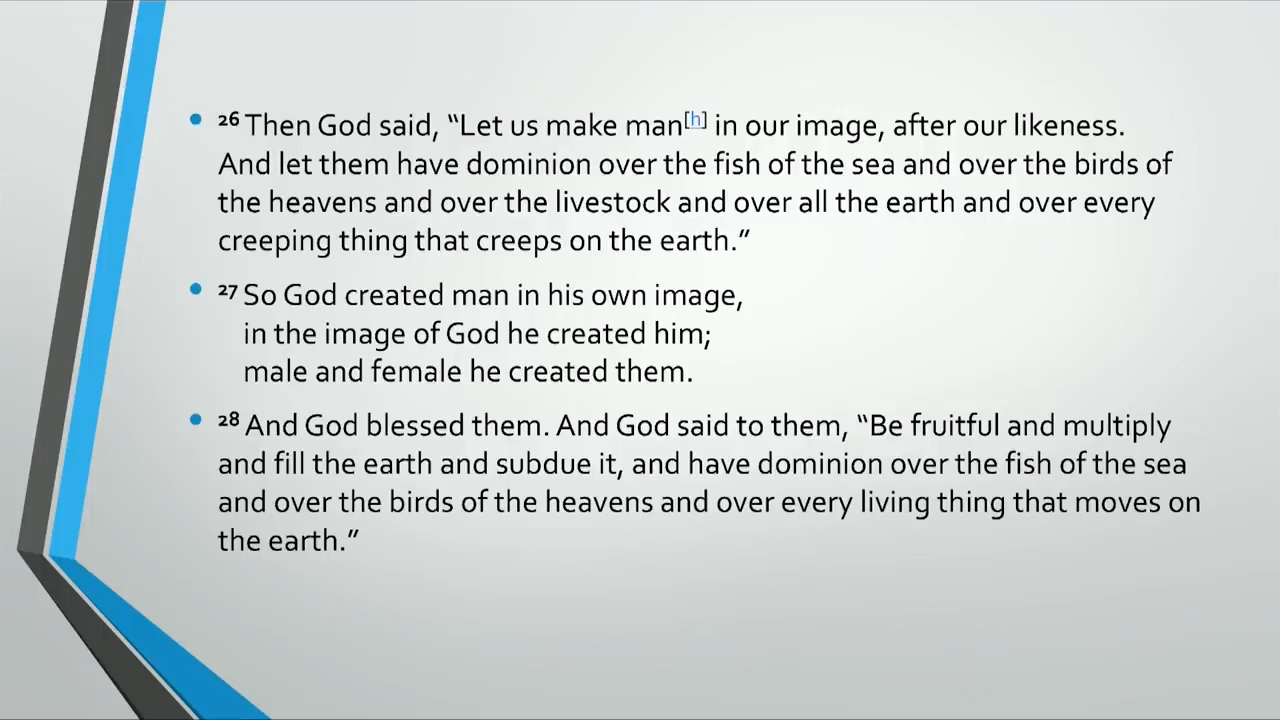 • 26 Then God said, “Let us make man[h] in our image, after our likeness.
And let them have dominion over the fish of the sea and over the birds of
the heavens and over the livestock and over all the earth and over every
creeping thing that creeps on the earth.”
• 27 So God created man in his own image,
in the image of God he created him;
male and female he created them.
• 28 And God blessed them. And God said to them, “Be fruitful and multiply
and fill the earth and subdue it, and have dominion over the fish of the sea
and over the birds of the heavens and over every living thing that moves on
the earth.”